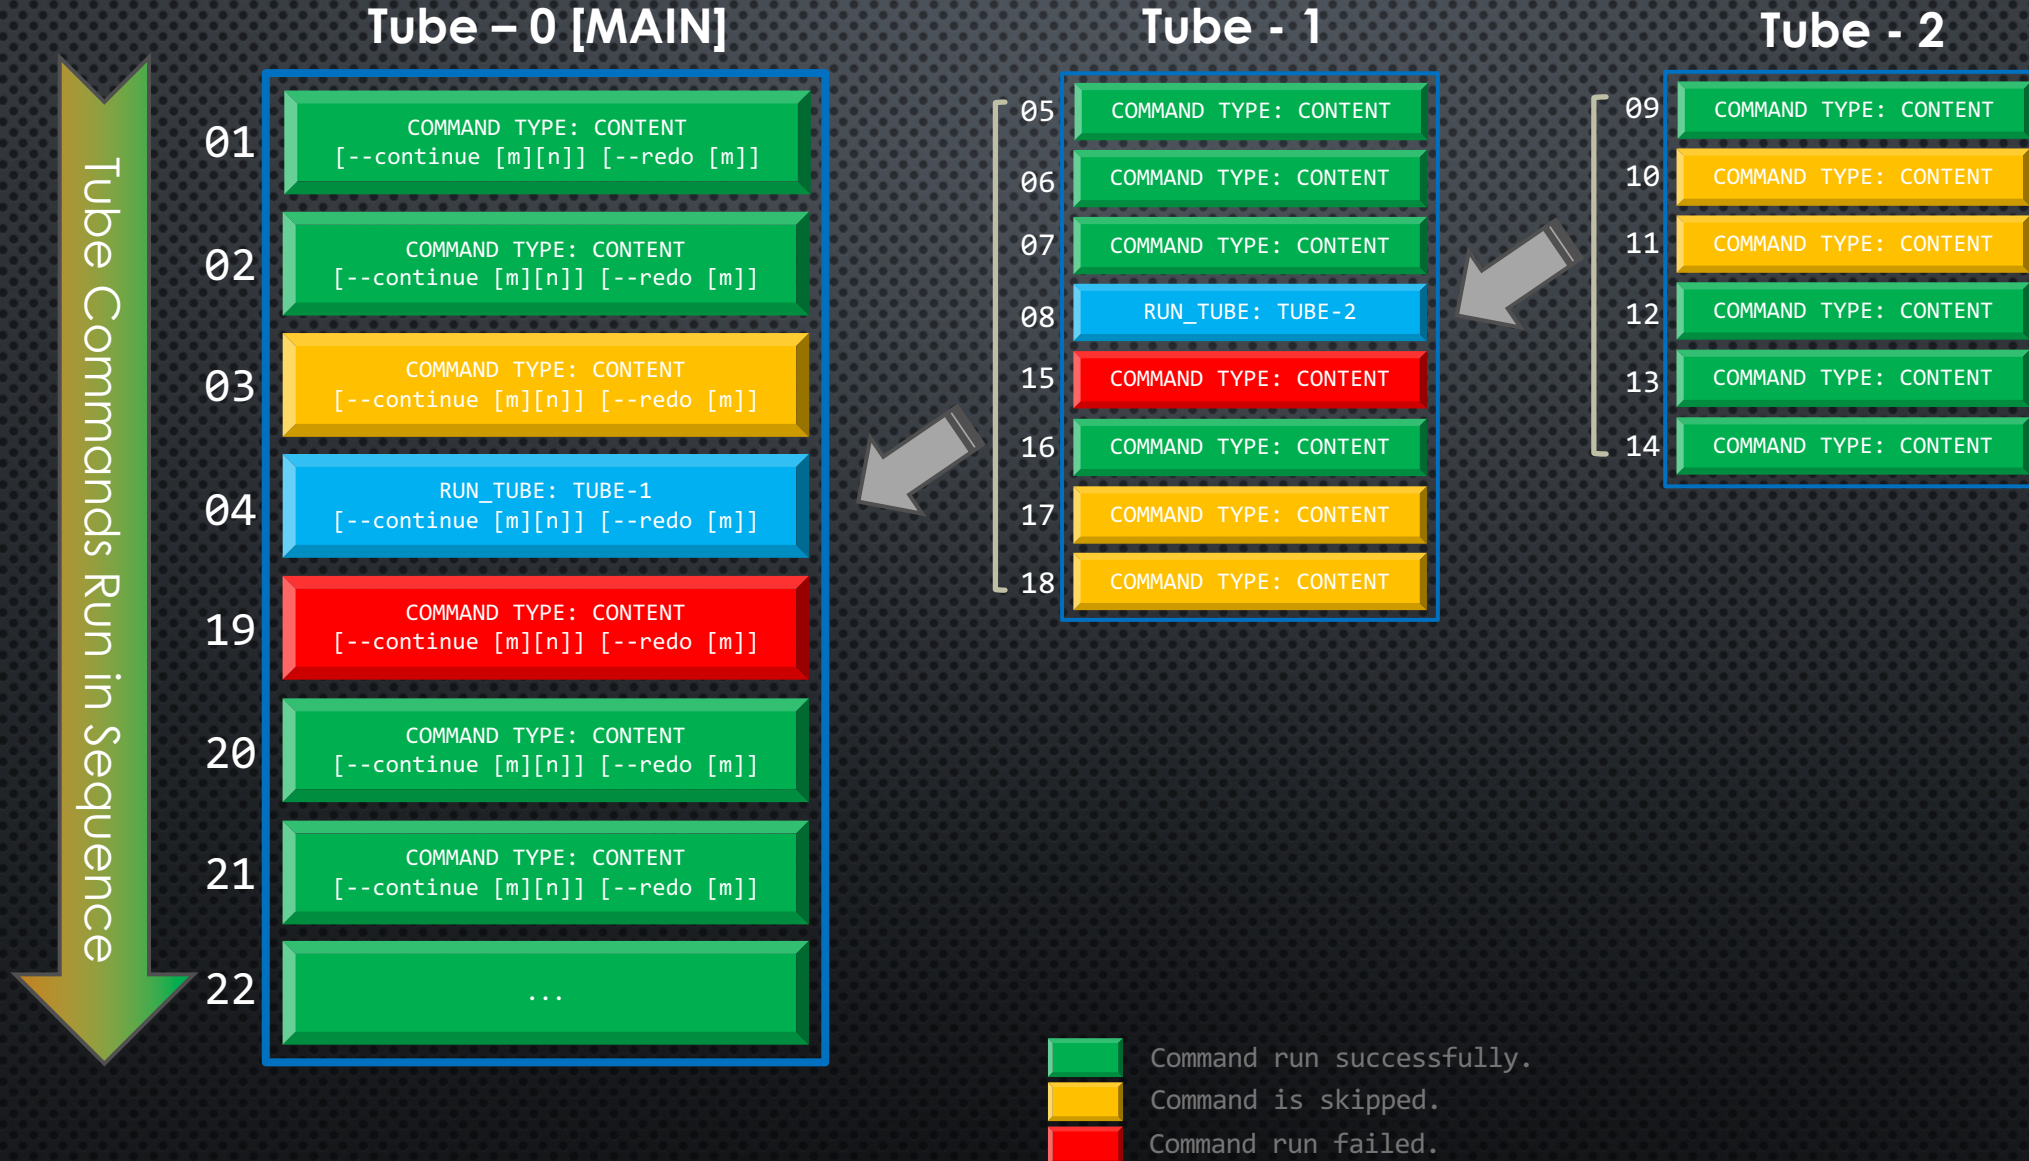 Tube – 0 [MAIN]
Tube Commands Run in Sequence
01
COMMAND TYPE: CONTENT
[--continue [m][n]] [--redo [m]]
02
COMMAND TYPE: CONTENT
[--continue [m][n]] [--redo [m]]
03
COMMAND TYPE: CONTENT
[--continue [m][n]] [--redo [m]]
04
RUN_TUBE: TUBE-1
[--continue [m][n]] [--redo [m]]
19
COMMAND TYPE: CONTENT
[--continue [m][n]] [--redo [m]]
20
COMMAND TYPE: CONTENT
[--continue [m][n]] [--redo [m]]
21
COMMAND TYPE: CONTENT
[--continue [m][n]] [--redo [m]]
22
...
Tube - 1
05 COMMAND TYPE: CONTENT
06 COMMAND TYPE: CONTENT
07 COMMAND TYPE: CONTENT
08 RUN_TUBE: TUBE-2
15 COMMAND TYPE: CONTENT
16 COMMAND TYPE: CONTENT
17 COMMAND TYPE: CONTENT
18 COMMAND TYPE: CONTENT
Tube - 2
09 COMMAND TYPE: CONTENT
10 COMMAND TYPE: CONTENT
11 COMMAND TYPE: CONTENT
12 COMMAND TYPE: CONTENT
13 COMMAND TYPE: CONTENT
14 COMMAND TYPE: CONTENT
Command run successfully.
Command is skipped.
Command run failed.